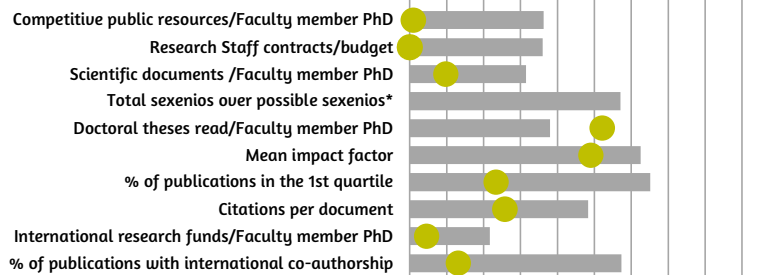 Competitive public resources/Faculty member PhD
Research Staff contracts/budget
Scientific documents /Faculty member PhD
Total sexenios over possible sexenios*
Doctoral theses read/Faculty member PhD
Mean impact factor
% of publications in the 1st quartile
Citations per document
International research funds/Faculty member PhD
% of publications with international co-authorship